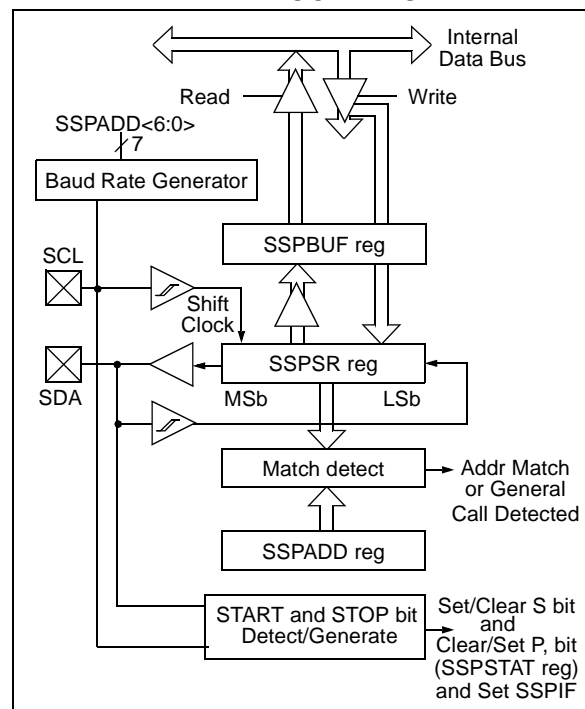 Internal
Data Bus
Read
Write
SSPADD<6:0>
7
Baud Rate Generator
SSPBUF reg
SCL
Shift
Clock
SSPSR reg
SDA
MSb
LSb
Match detect
Addr Match
or General
Call Detected
SSPADD reg
START and STOP bit
Detect/Generate
Set/Clear S bit
and
Clear/Set P, bit
(SSPSTAT reg)
and Set SSPIF